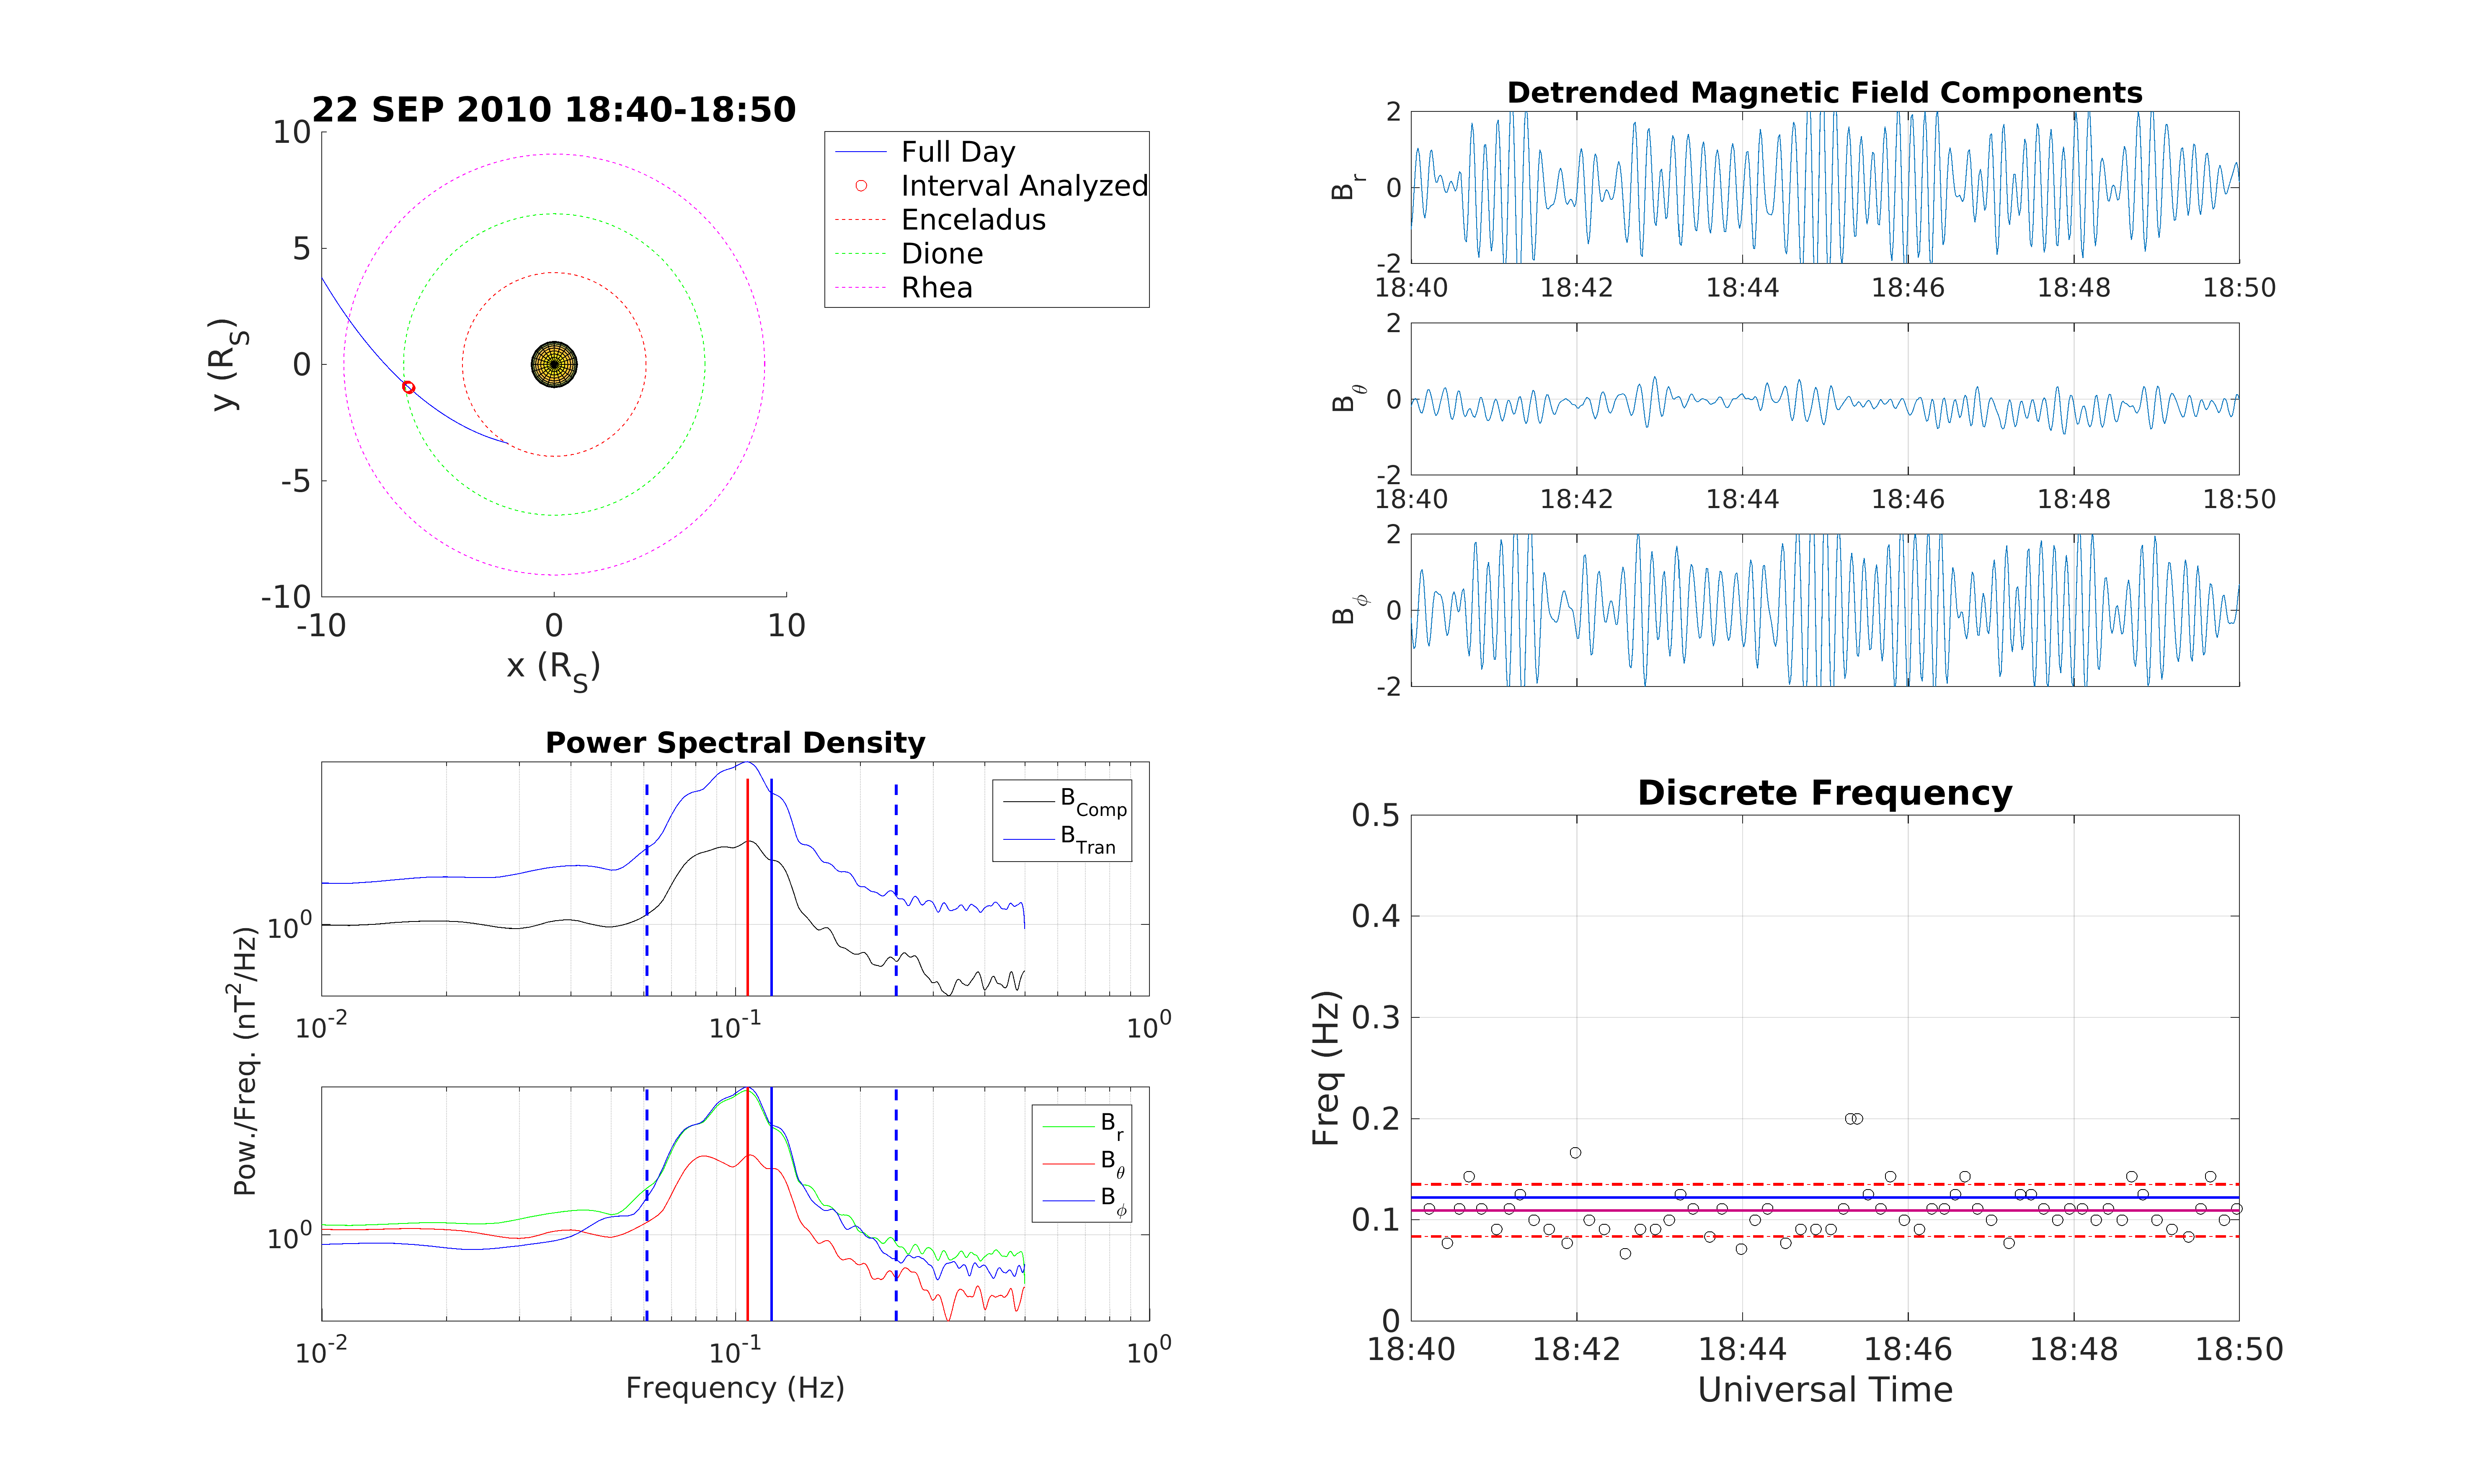 22 SEP 2010 18:40-18:50
10
5
0
-5
-10
-10 0 10
y (R_S)
x (R_S)
Full Day
Interval Analyzed
Enceladus
Dione
Rhea
Detrended Magnetic Field Components
2
0
-2
B_r
18:40 18:42 18:44 18:46 18:48 18:50
2
0
-2
B_θ
18:40 18:42 18:44 18:46 18:48 18:50
2
0
-2
B_ϕ
Power Spectral Density
10^0
B_Comp
B_Tran
10^-2 10^-1 10^0
Pow./Freq. (nT^2/Hz)
10^0
B_r
B_θ
B_ϕ
10^-2 10^-1 10^0
Frequency (Hz)
Discrete Frequency
0.5
0.4
0.3
0.2
0.1
0
Freq (Hz)
18:40 18:42 18:44 18:46 18:48 18:50
Universal Time